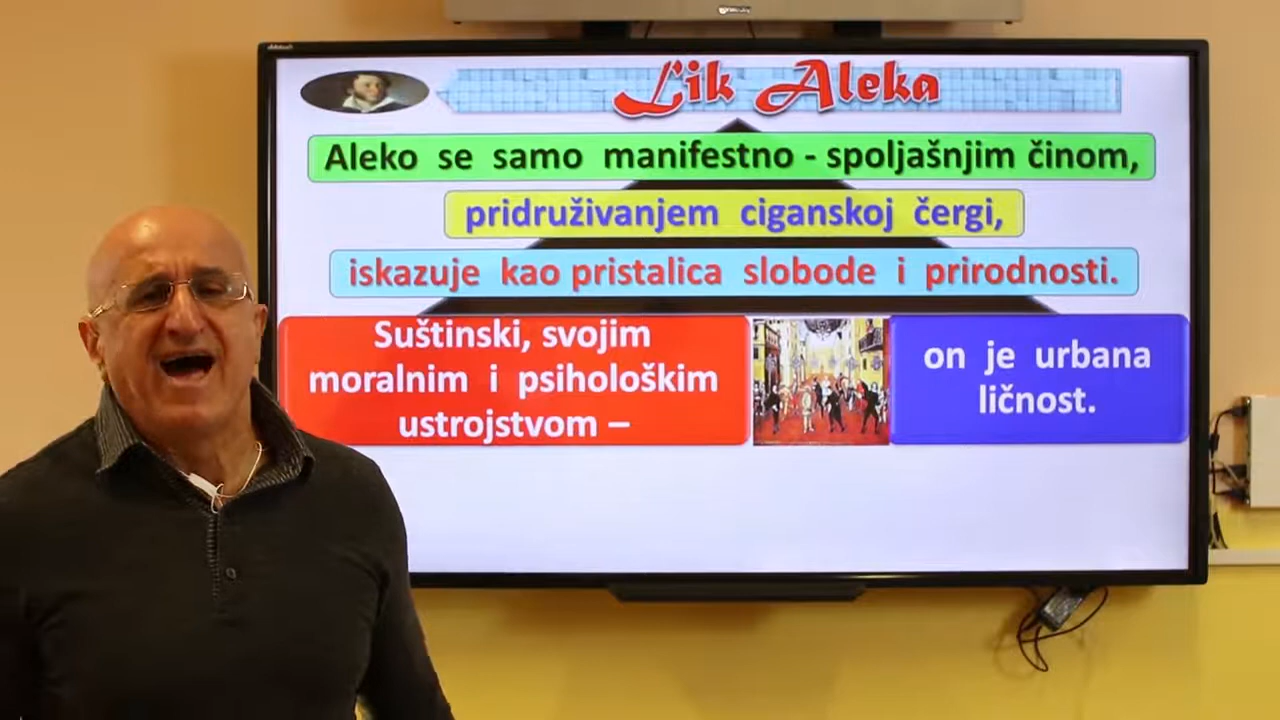 Lik Aleka
Aleko se samo manifestno - spoljašnjim činom,
pridruživanjem ciganskoj čergi,
iskazuje kao pristalica slobode i prirodnosti.
Suštinski, svojim
moralnim i psihološkim
ustrojstvom –
on je urbana
ličnost.